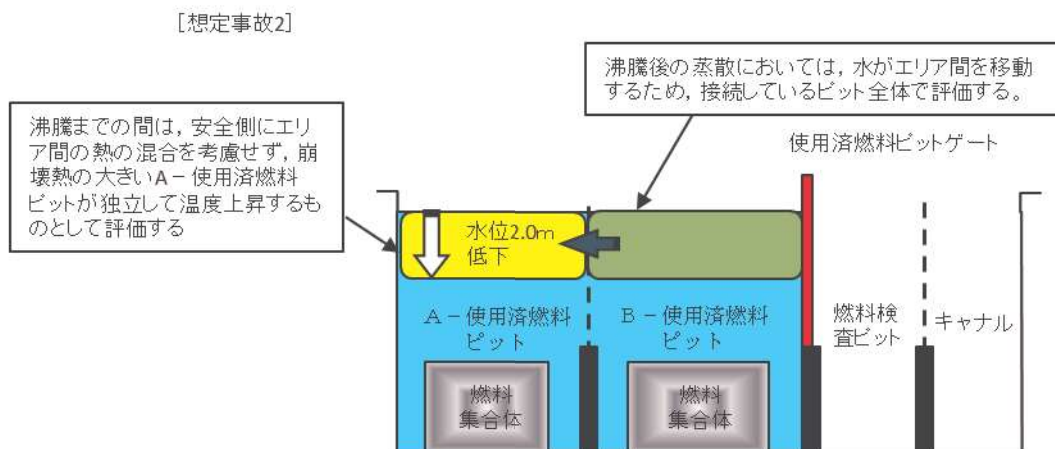 ［想定事故2］
沸騰後の蒸散においては，水がエリア間を移動
するため，接続しているピット全体で評価する。
沸騰までの間は，安全側にエリ
ア間の熱の混合を考慮せず，崩
壊熱の大きいA－使用済燃料
ピットが独立して温度上昇するも
のとして評価する
使用済燃料ピットゲート
水位2.0m
低下
A－使用済燃料
ピット
B－使用済燃料
ピット
燃料検
査ピット
キャナル
燃料
集合体
燃料
集合体